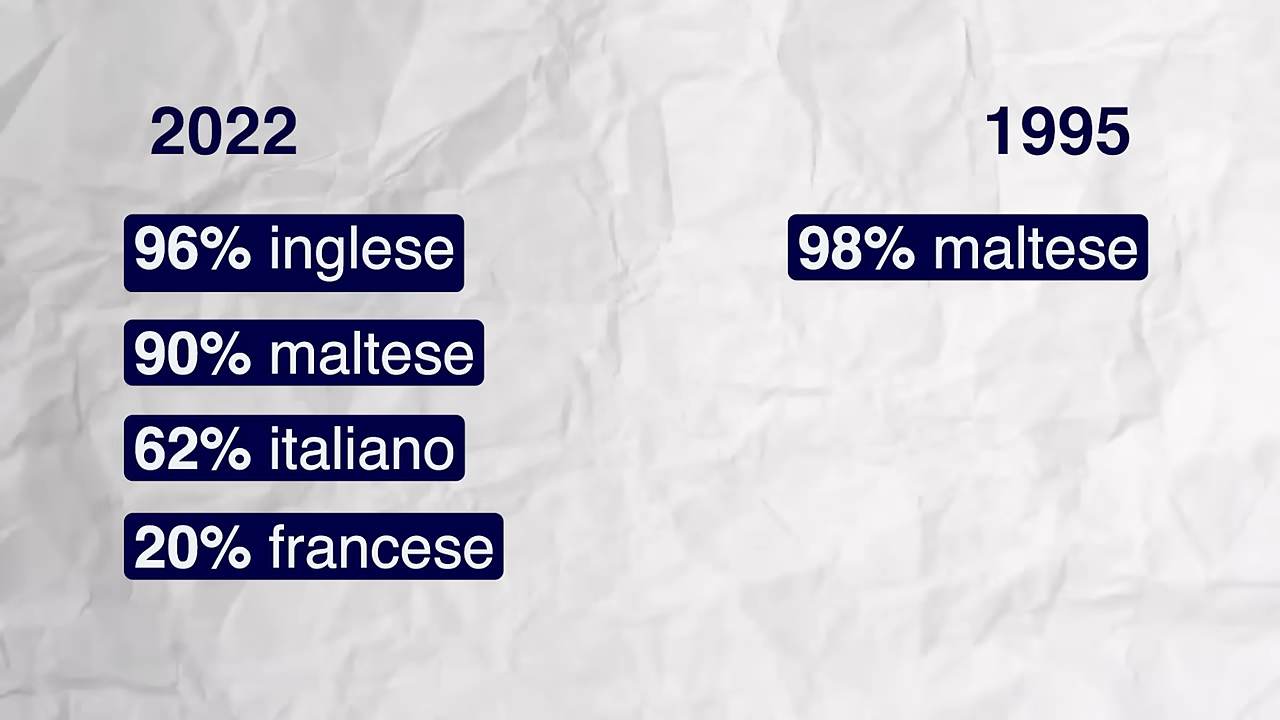 2022
96% inglese
90% maltese
62% italiano
20% francese
1995
98% maltese